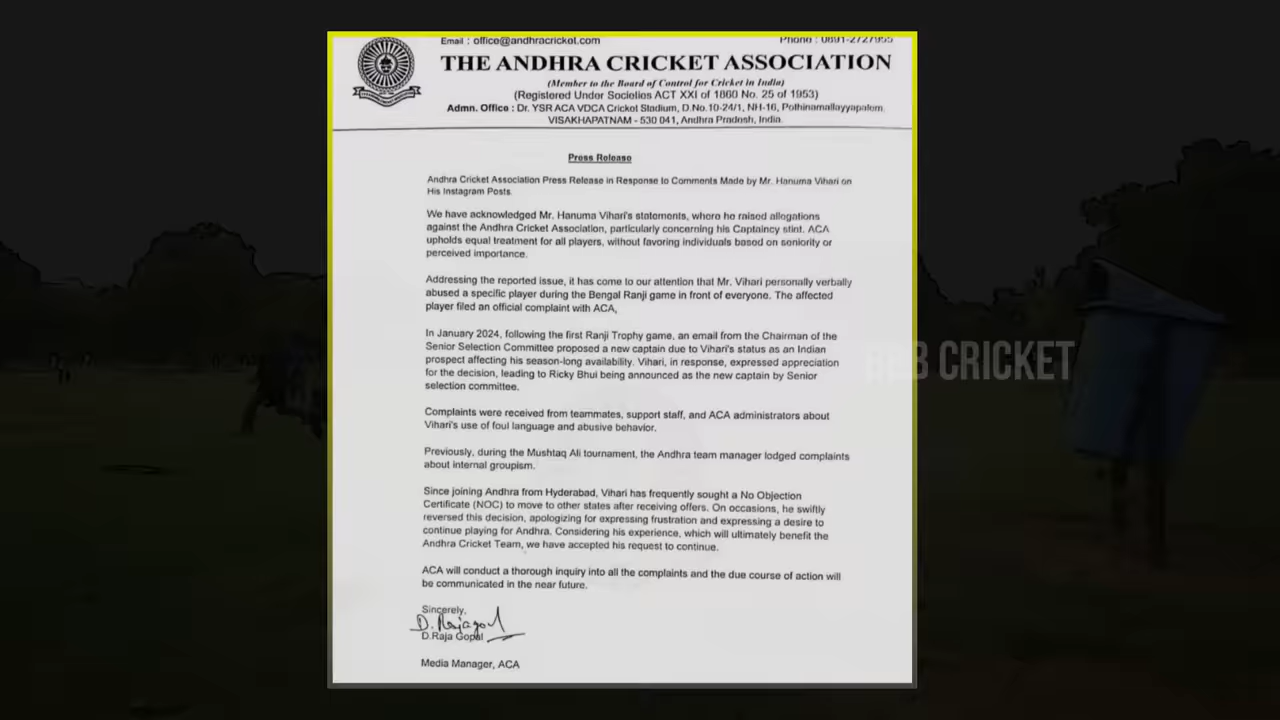 Email : office@andhracricket.com
Phone : 0891-2727955
THE ANDHRA CRICKET ASSOCIATION
(Member to the Board of Control for Cricket in India)
(Registered Under Societies ACT XXI of 1860 No. 25 of 1953)
Admn. Office : Dr. YSR ACA VDCA Cricket Stadium, D.No.10-24/1, NH-16, Pothinamallayyapalem,
VISAKHAPATNAM - 530 041, Andhra Pradesh, India.
Press Release
Andhra Cricket Association Press Release in Response to Comments Made by Mr. Hanuma Vihari on
His Instagram Posts.
We have acknowledged Mr. Hanuma Vihari's statements, where he raised allegations
against the Andhra Cricket Association, particularly concerning his Captaincy stint. ACA
upholds equal treatment for all players, without favoring individuals based on seniority or
perceived importance.
Addressing the reported issue, it has come to our attention that Mr. Vihari personally verbally
abused a specific player during the Bengal Ranji game in front of everyone. The affected
player filed an official complaint with ACA,
In January 2024, following the first Ranji Trophy game, an email from the Chairman of the
Senior Selection Committee proposed a new captain due to Vihari's status as an Indian
prospect affecting his season-long availability. Vihari, in response, expressed appreciation
for the decision, leading to Ricky Bhui being announced as the new captain by Senior
selection committee.
Complaints were received from teammates, support staff, and ACA administrators about
Vihari's use of foul language and abusive behavior.
Previously, during the Mushtaq Ali tournament, the Andhra team manager lodged complaints
about internal groupism.
Since joining Andhra from Hyderabad, Vihari has frequently sought a No Objection
Certificate (NOC) to move to other states after receiving offers. On occasions, he swiftly
reversed this decision, apologizing for expressing frustration and expressing a desire to
continue playing for Andhra. Considering his experience, which will ultimately benefit the
Andhra Cricket Team, we have accepted his request to continue.
ACA will conduct a thorough inquiry into all the complaints and the due course of action will
be communicated in the near future.
Sincerely,
D. Rajagopal
D.Raja Gopal
Media Manager, ACA
CRICKET